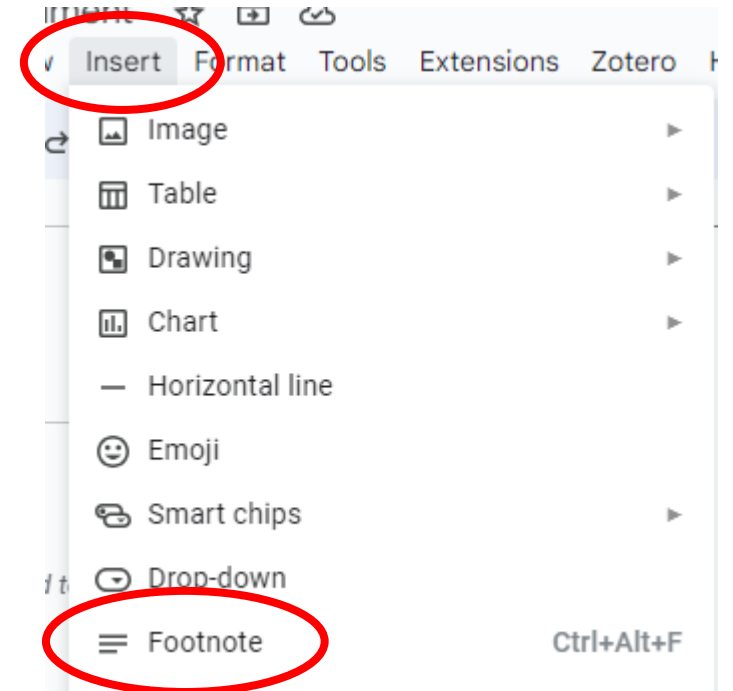 Insert Format Tools Extensions Zotero
Image
Table
Drawing
Chart
Horizontal line
Emoji
Smart chips
Drop-down
Footnote Ctrl+Alt+F